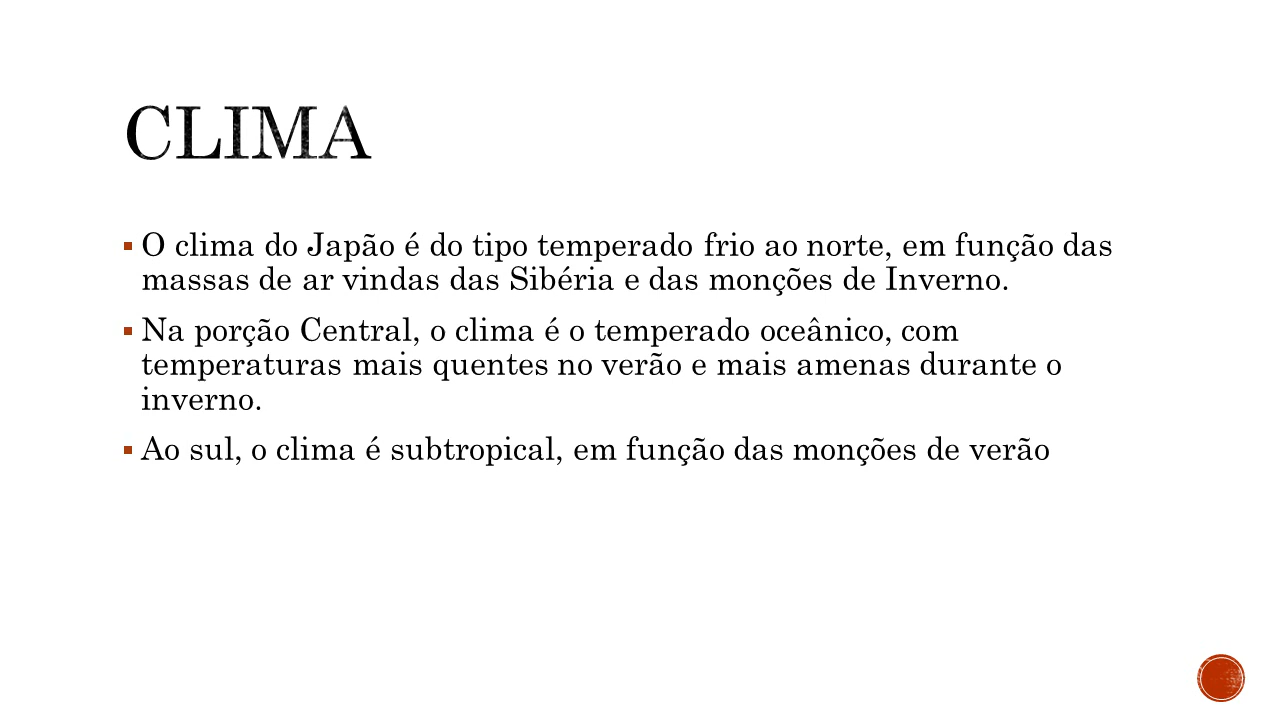 CLIMA
▪ O clima do Japão é do tipo temperado frio ao norte, em função das
massas de ar vindas das Sibéria e das monções de Inverno.
▪ Na porção Central, o clima é o temperado oceânico, com
temperaturas mais quentes no verão e mais amenas durante o
inverno.
▪ Ao sul, o clima é subtropical, em função das monções de verão